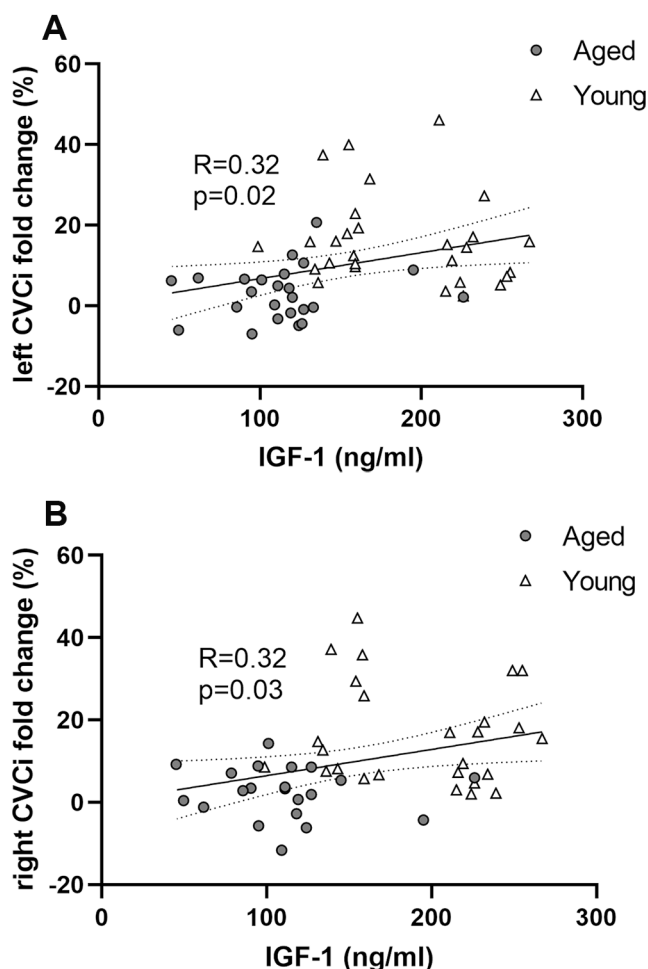 A
Aged
Young
60
40
20
0
-20
left CVCi fold change (%)
R=0.32
p=0.02
0
100
200
300
IGF-1 (ng/ml)
B
Aged
Young
60
40
20
0
-20
right CVCi fold change (%)
R=0.32
p=0.03
0
100
200
300
IGF-1 (ng/ml)